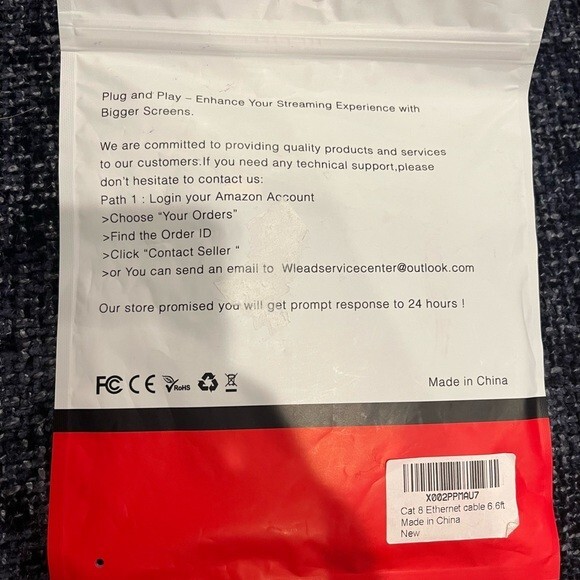 Plug and Play – Enhance Your Streaming Experience with
Bigger Screens.
We are committed to providing quality products and services
to our customers.If you need any technical support,please
don't hesitate to contact us:
Path 1 : Login your Amazon Account
>Choose “Your Orders”
>Find the Order ID
>Click “Contact Seller ”
>or You can send an email to Wleadservicecenter@outlook.com
Our store promised you will get prompt response to 24 hours !
FC CE RoHS
Made in China
X002PPMAU7
Cat 8 Ethernet cable 6.6ft
Made in China
New